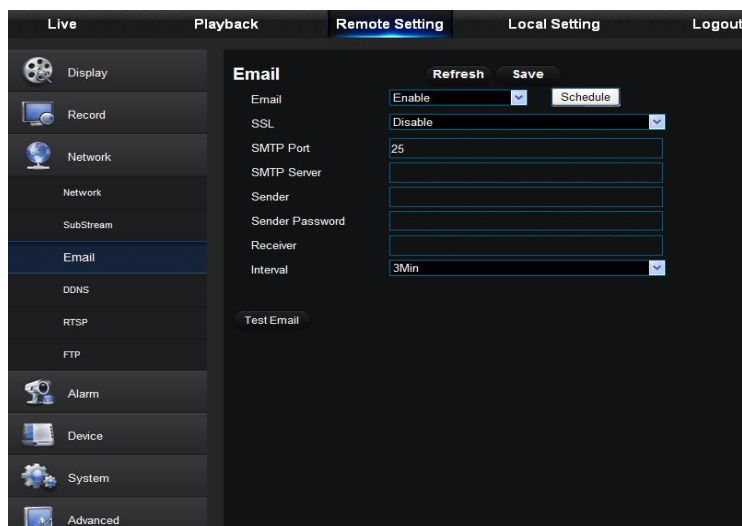 Live Playback Remote Setting Local Setting Logout
Display
Record
Network
Network
SubStream
Email
DDNS
RTSP
FTP
Alarm
Device
System
Advanced
Email Refresh Save
Email Enable Schedule
SSL Disable
SMTP Port 25
SMTP Server
Sender
Sender Password
Receiver
Interval 3Min
Test Email